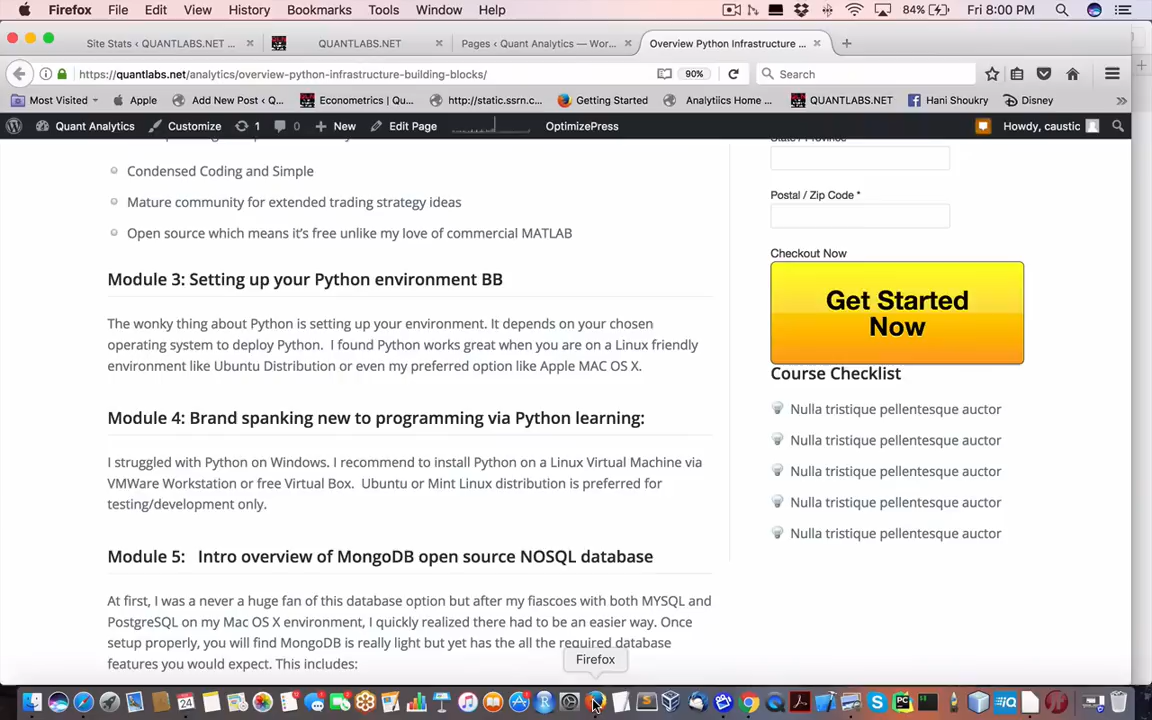 Firefox File Edit View History Bookmarks Tools Window Help 84% Fri 8:00 PM
Site Stats ‹ QUANTLABS.NET ... × QUANTLABS.NET × Pages ‹ Quant Analytics — Wor... × Overview Python Infrastructure ... ×
https://quantlabs.net/analytics/overview-python-infrastructure-building-blocks/ 90% Search
Most Visited Apple Add New Post ‹ Q... Econometrics | Qu... http://static.ssrn.c... Getting Started Analytiics Home ... QUANTLABS.NET Hani Shoukry Disney
Quant Analytics Customize 1 0 New Edit Page OptimizePress Howdy, caustic
State / Province
Condensed Coding and Simple
Mature community for extended trading strategy ideas
Open source which means it's free unlike my love of commercial MATLAB
Module 3: Setting up your Python environment BB
The wonky thing about Python is setting up your environment. It depends on your chosen
operating system to deploy Python. I found Python works great when you are on a Linux friendly
environment like Ubuntu Distribution or even my preferred option like Apple MAC OS X.
Module 4: Brand spanking new to programming via Python learning:
I struggled with Python on Windows. I recommend to install Python on a Linux Virtual Machine via
VMWare Workstation or free Virtual Box. Ubuntu or Mint Linux distribution is preferred for
testing/development only.
Module 5: Intro overview of MongoDB open source NOSQL database
At first, I was a never a huge fan of this database option but after my fiascoes with both MYSQL and
PostgreSQL on my Mac OS X environment, I quickly realized there had to be an easier way. Once
setup properly, you will find MongoDB is really light but yet has the all the required database
features you would expect. This includes:
Postal / Zip Code *
Checkout Now
Get Started
Now
Course Checklist
Nulla tristique pellentesque auctor
Nulla tristique pellentesque auctor
Nulla tristique pellentesque auctor
Nulla tristique pellentesque auctor
Nulla tristique pellentesque auctor
Firefox